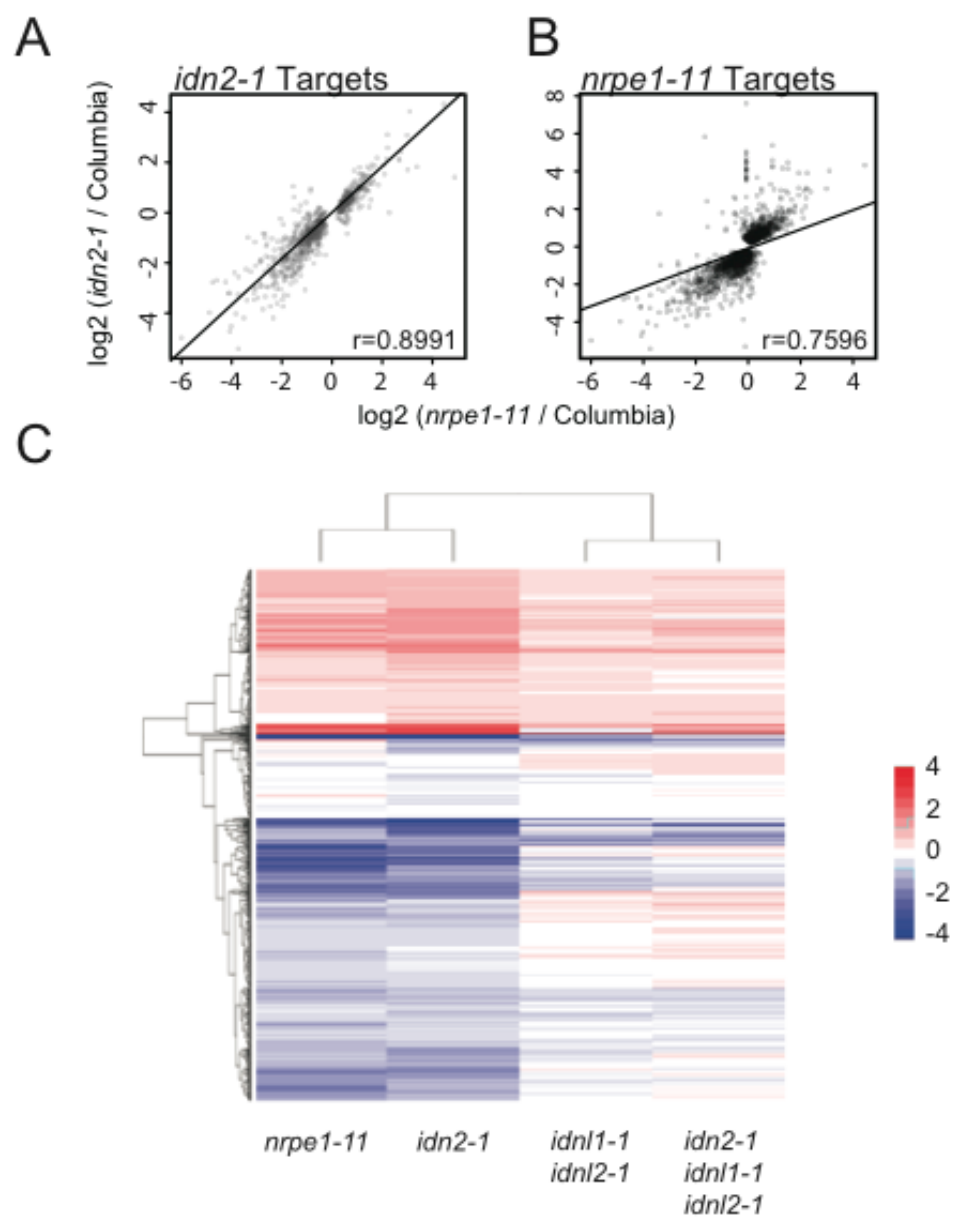 A
B
idn2-1 Targets
nrpe1-11 Targets
log2 (idn2-1 / Columbia)
4
2
0
-2
-4
r=0.8991
-6 -4 -2 0 2 4
8
6
4
2
0
-2
-4
r=0.7596
-6 -4 -2 0 2 4
log2 (nrpe1-11 / Columbia)
C
4
2
0
-2
-4
nrpe1-11
idn2-1
idnl1-1
idnl2-1
idn2-1
idnl1-1
idnl2-1